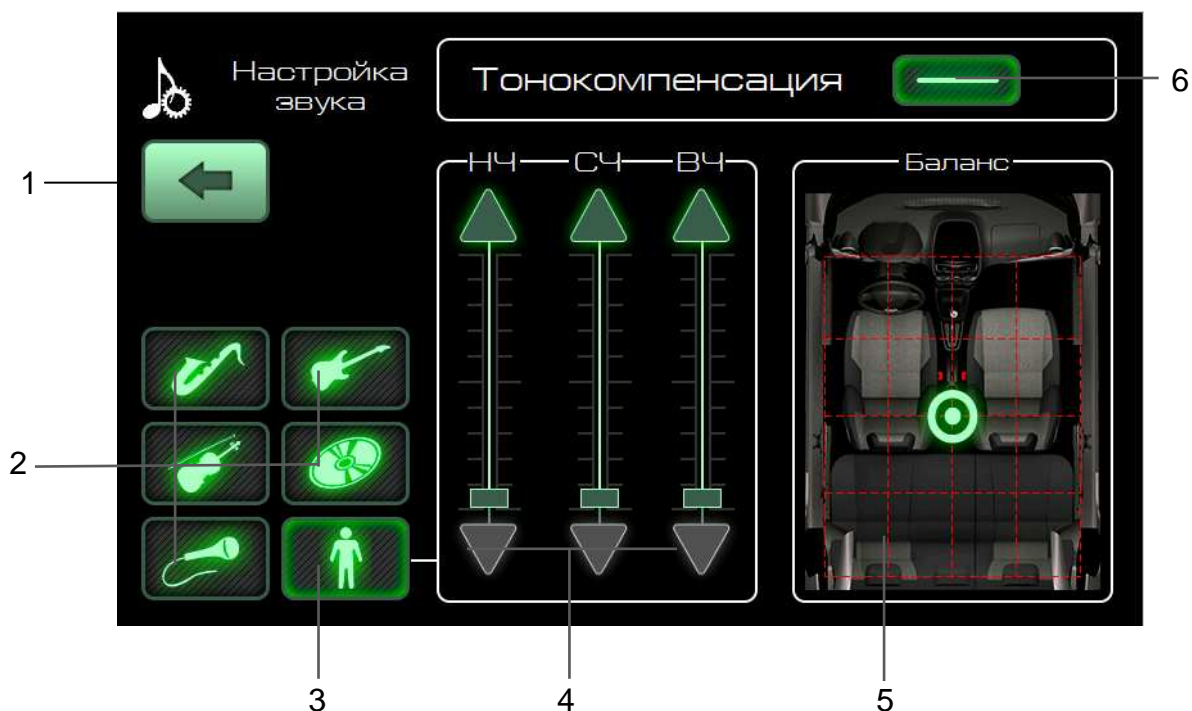 Настройка
звука
Тонокомпенсация
6
1
НЧ СЧ ВЧ
Баланс
2
3 4 5